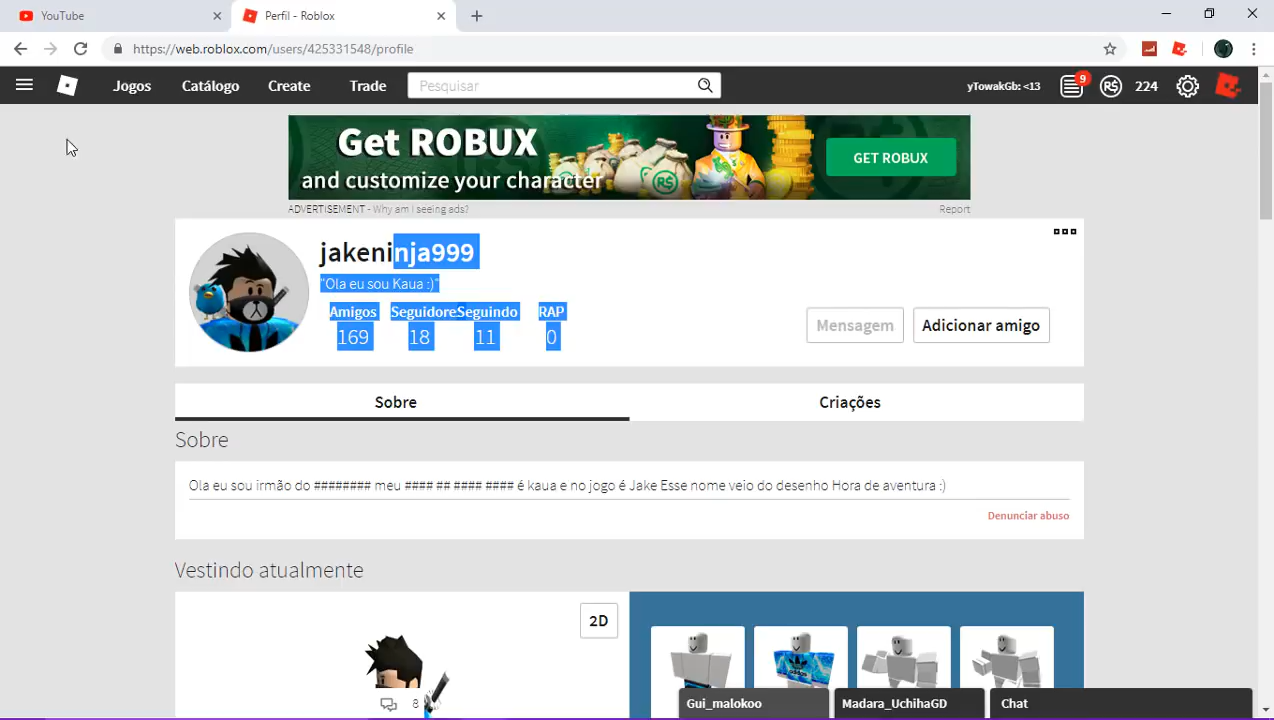 YouTube
Perfil - Roblox
https://web.roblox.com/users/425331548/profile
Jogos
Catálogo
Create
Trade
Pesquisar
yTowakGb: <13
9
R$
224
Get ROBUX
and customize your character
R$
GET ROBUX
ADVERTISEMENT - Why am I seeing ads?
Report
jakeninja999
"Ola eu sou Kaua :)"
Amigos
Seguidores
Seguindo
RAP
169
18
11
0
Mensagem
Adicionar amigo
Sobre
Criações
Sobre
Ola eu sou irmão do ######## meu #### ## #### #### é kaua e no jogo é Jake Esse nome veio do desenho Hora de aventura :)
Denunciar abuso
Vestindo atualmente
2D
adidas
8
Gui_malokoo
Madara_UchihaGD
Chat